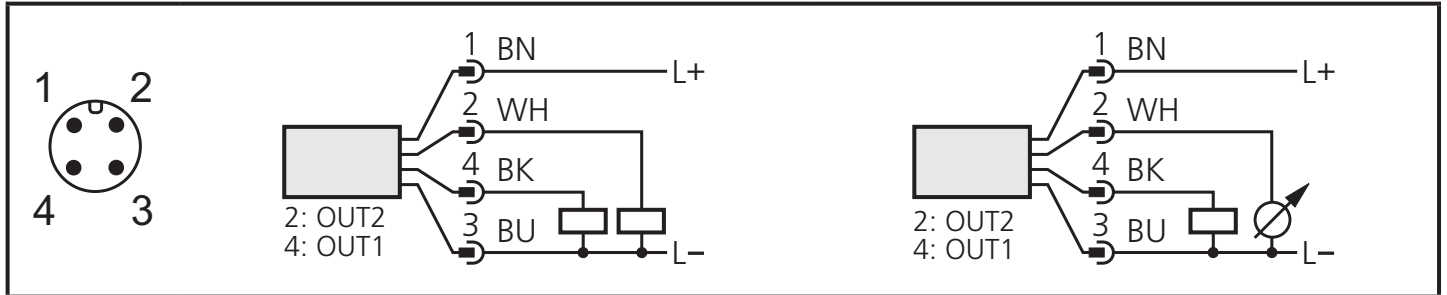 1 2
4 3
1 BN
L+
2 WH
4 BK
3 BU
L–
2: OUT2
4: OUT1
1 BN
L+
2 WH
4 BK
3 BU
L–
2: OUT2
4: OUT1